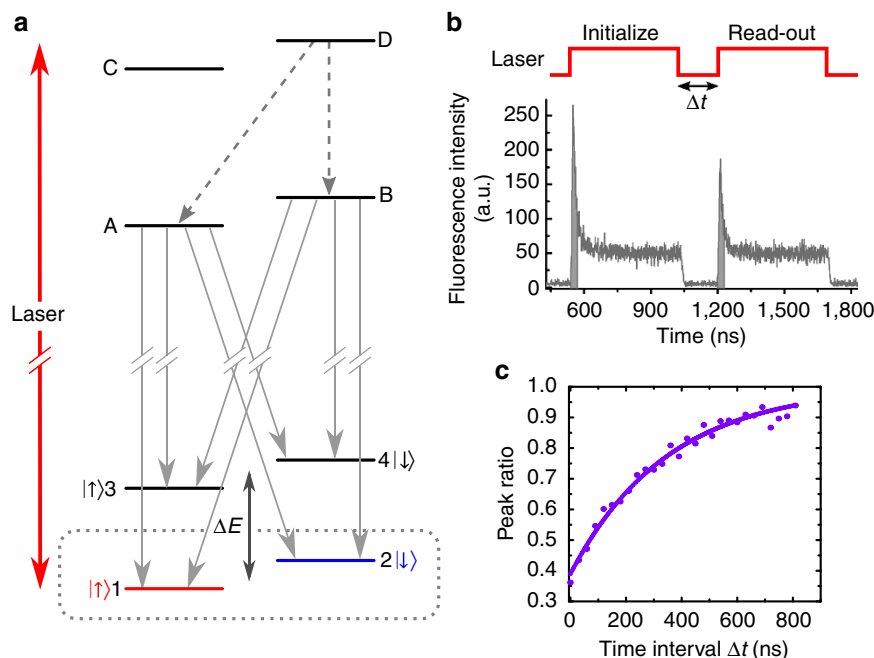 a
D
C
B
A
Laser
4|↓⟩
|↑⟩3
ΔE
2|↓⟩
|↑⟩1
b
Initialize
Read-out
Laser
Δt
250
200
150
100
50
0
Fluorescence intensity
(a.u.)
600
900
1,200
1,500
1,800
Time (ns)
c
1.0
0.9
0.8
0.7
0.6
0.5
0.4
0.3
Peak ratio
0
200
400
600
800
Time interval Δt (ns)